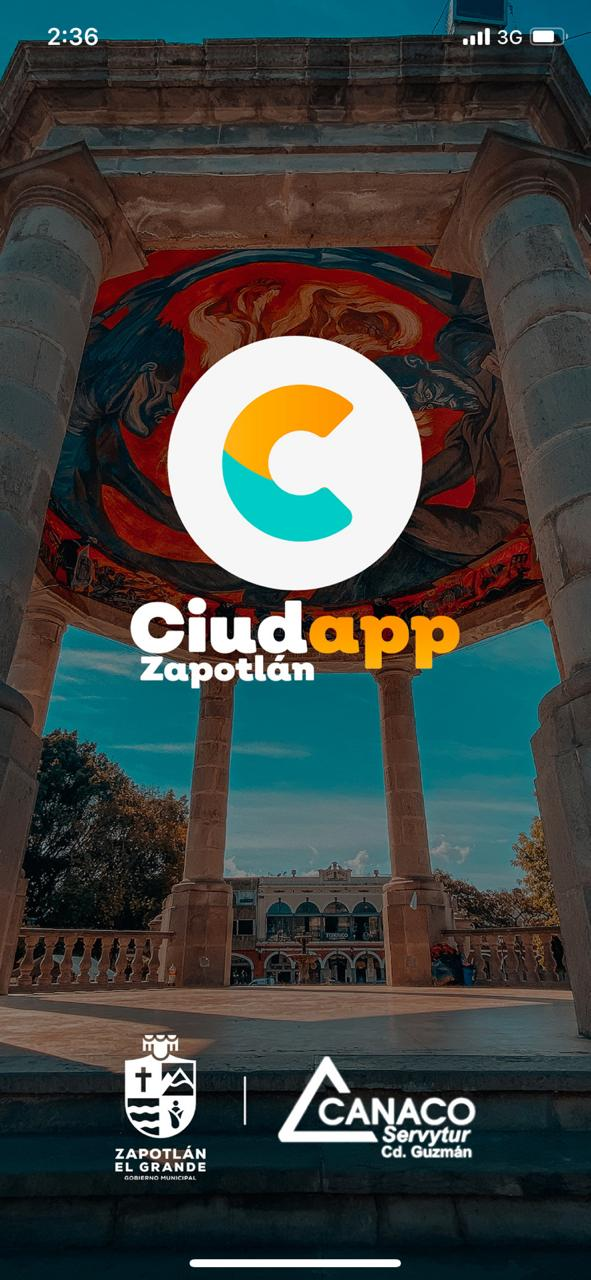 2:36
3G
Ciudapp
Zapotlán
ZAPOTLÁN
EL GRANDE
GOBIERNO MUNICIPAL
CANACO
Servytur
Cd. Guzmán